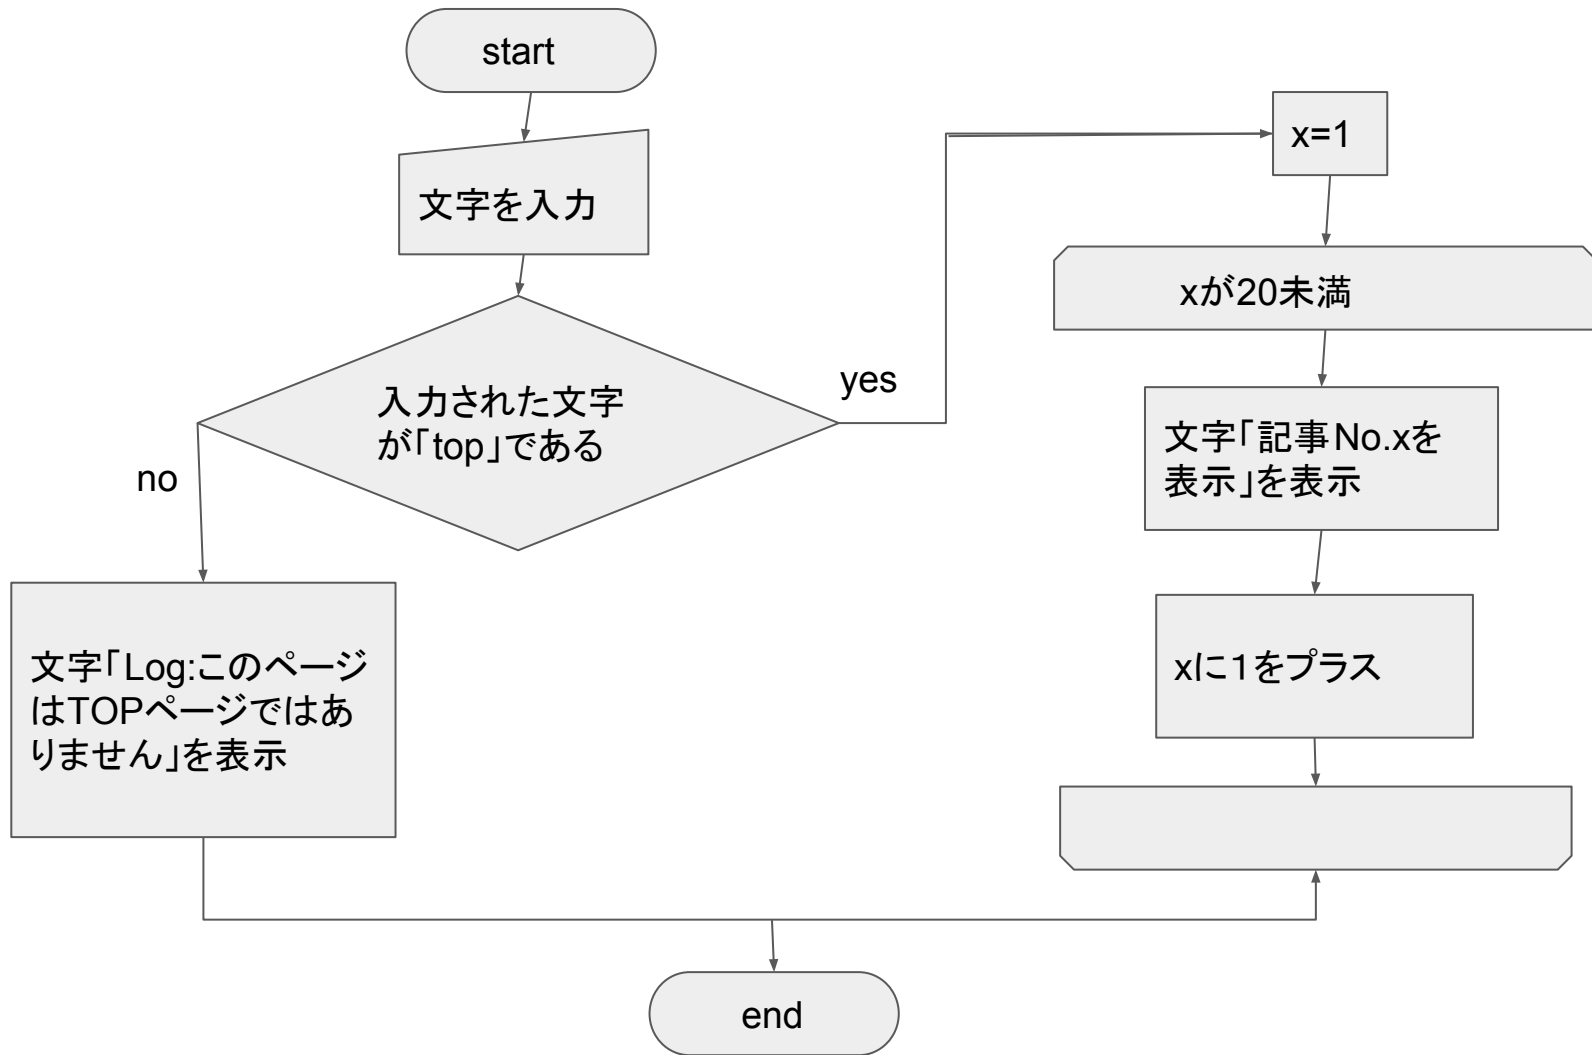 start
文字を入力
入力された文字
が「top」である
yes
no
文字「Log:このページ
はTOPページではあ
りません」を表示
x=1
xが20未満
文字「記事No.xを
表示」を表示
xに1をプラス
end